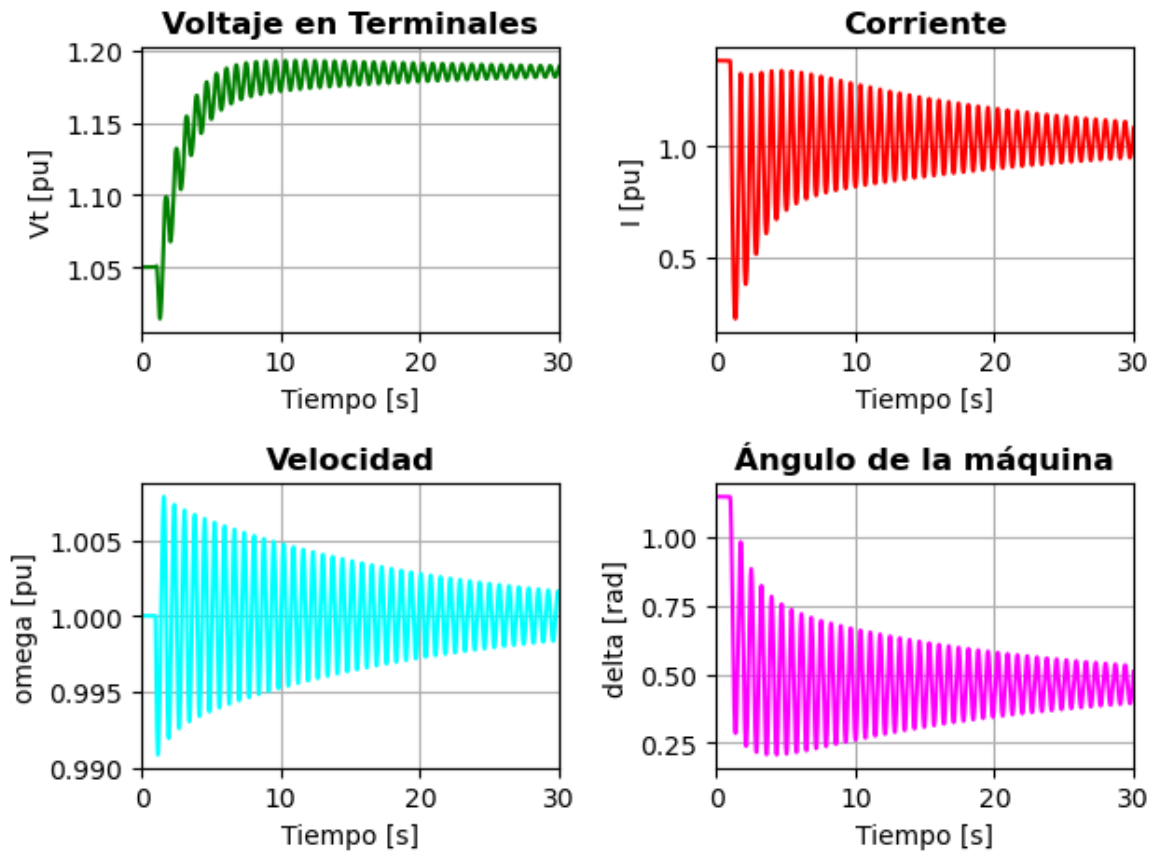 Voltaje en Terminales
1.20
1.15
1.10
1.05
Vt [pu]
0
10
20
30
Tiempo [s]
Corriente
1.0
0.5
I [pu]
0
10
20
30
Tiempo [s]
Velocidad
1.005
1.000
0.995
0.990
omega [pu]
0
10
20
30
Tiempo [s]
Ángulo de la máquina
1.00
0.75
0.50
0.25
delta [rad]
0
10
20
30
Tiempo [s]